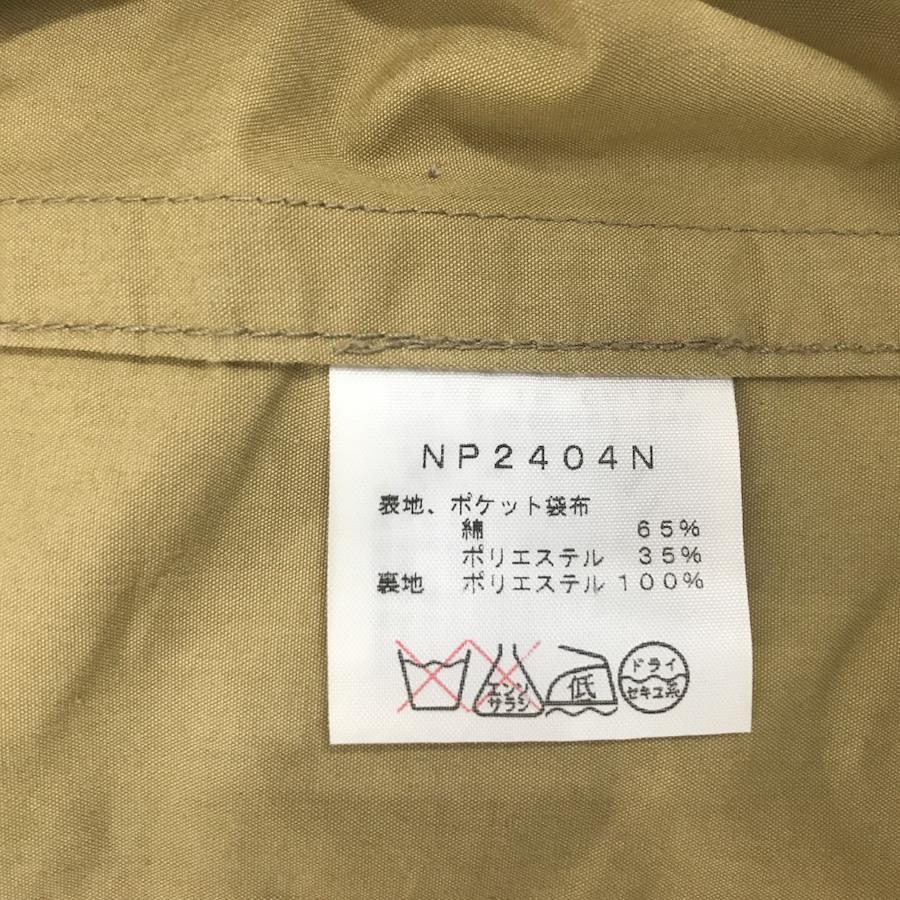 NP2404N
表地、ポケット袋布
綿 65%
ポリエステル 35%
裏地 ポリエステル 100%
エンソ
サラシ
低
ドライ
セキユ系